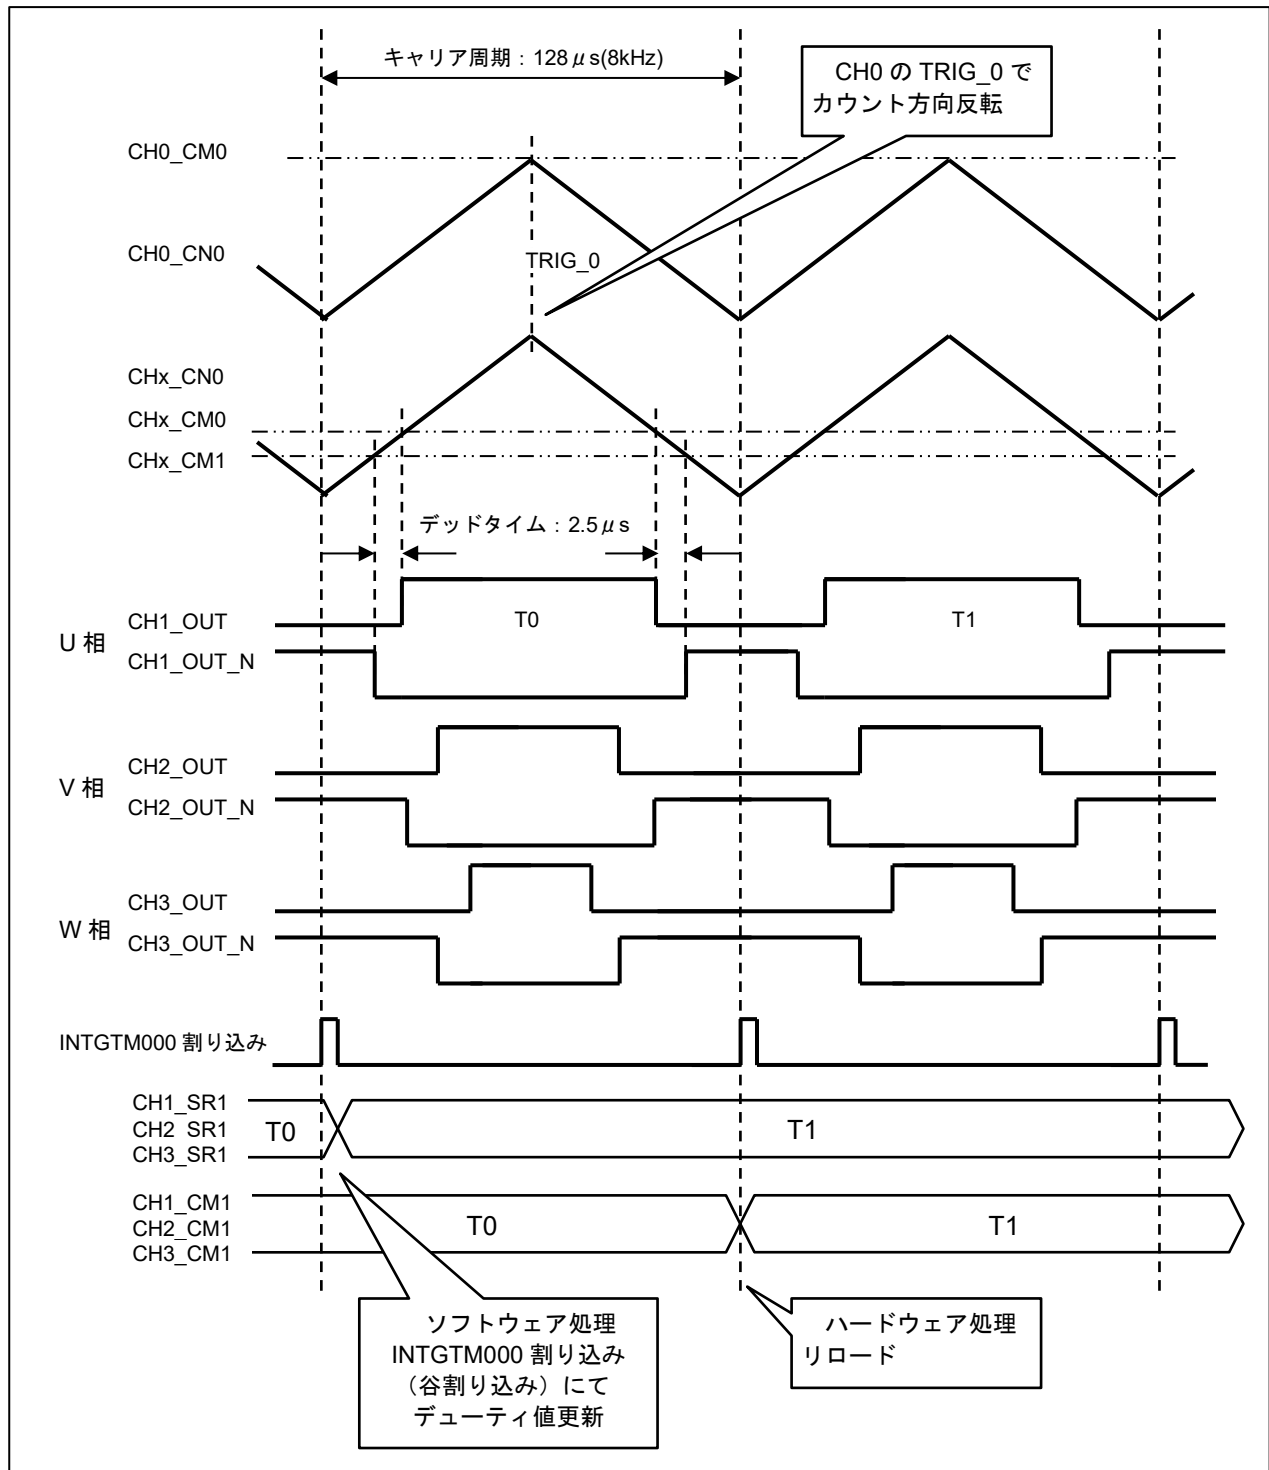 キャリア周期：128μs(8kHz)
CH0 の TRIG_0 で
カウント方向反転
CH0_CM0
CH0_CN0
TRIG_0
CHx_CN0
CHx_CM0
CHx_CM1
デッドタイム：2.5μs
U 相
CH1_OUT
T0
T1
CH1_OUT_N
V 相
CH2_OUT
CH2_OUT_N
W 相
CH3_OUT
CH3_OUT_N
INTGTM000 割り込み
CH1_SR1
CH2_SR1
CH3_SR1
T0
T1
CH1_CM1
CH2_CM1
CH3_CM1
T0
T1
ソフトウェア処理
INTGTM000 割り込み
（谷割り込み）にて
デューティ値更新
ハードウェア処理
リロード